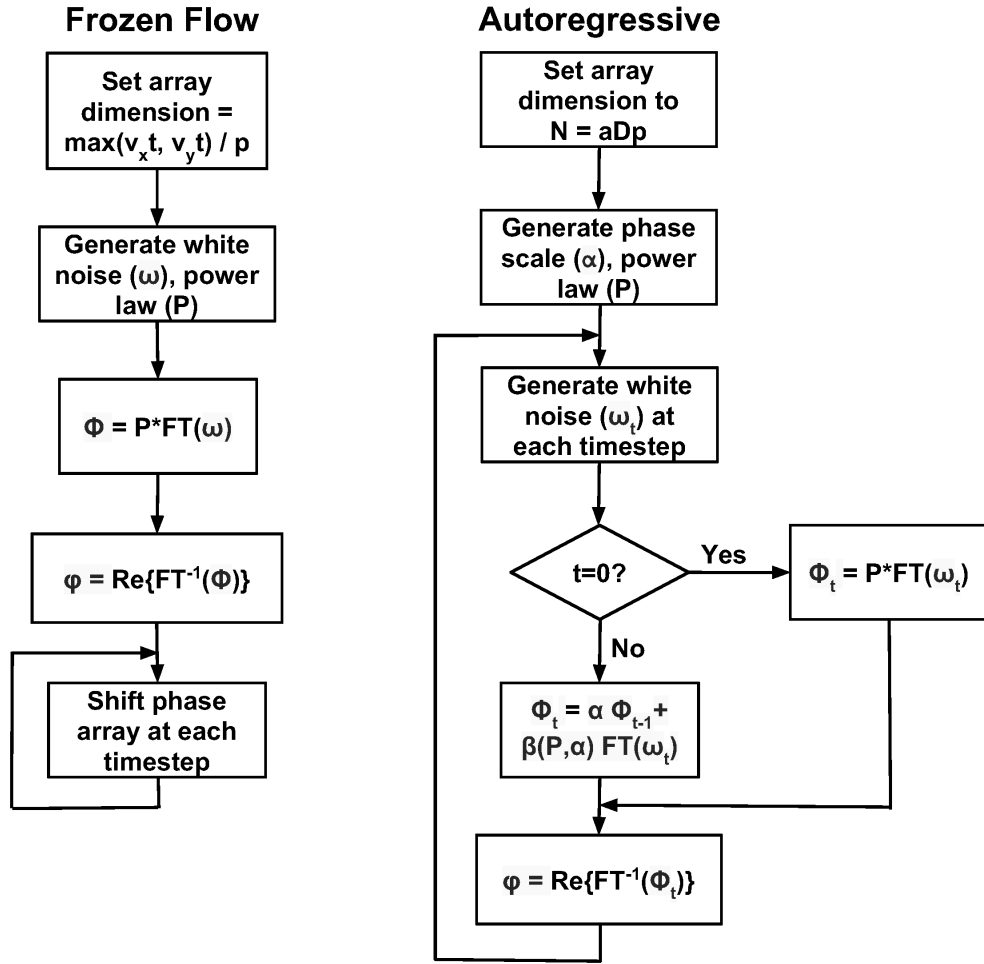 Frozen Flow
Set array
dimension =
max(vₓt, v_yt) / p
Generate white
noise (ω), power
law (P)
Φ = P*FT(ω)
φ = Re{FT⁻¹(Φ)}
Shift phase
array at each
timestep
Autoregressive
Set array
dimension to
N = aDp
Generate phase
scale (α), power
law (P)
Generate white
noise (ωₜ) at
each timestep
t=0?
Yes
Φₜ = P*FT(ωₜ)
No
Φₜ = α Φₜ₋₁+
β(P,α) FT(ωₜ)
φ = Re{FT⁻¹(Φₜ)}